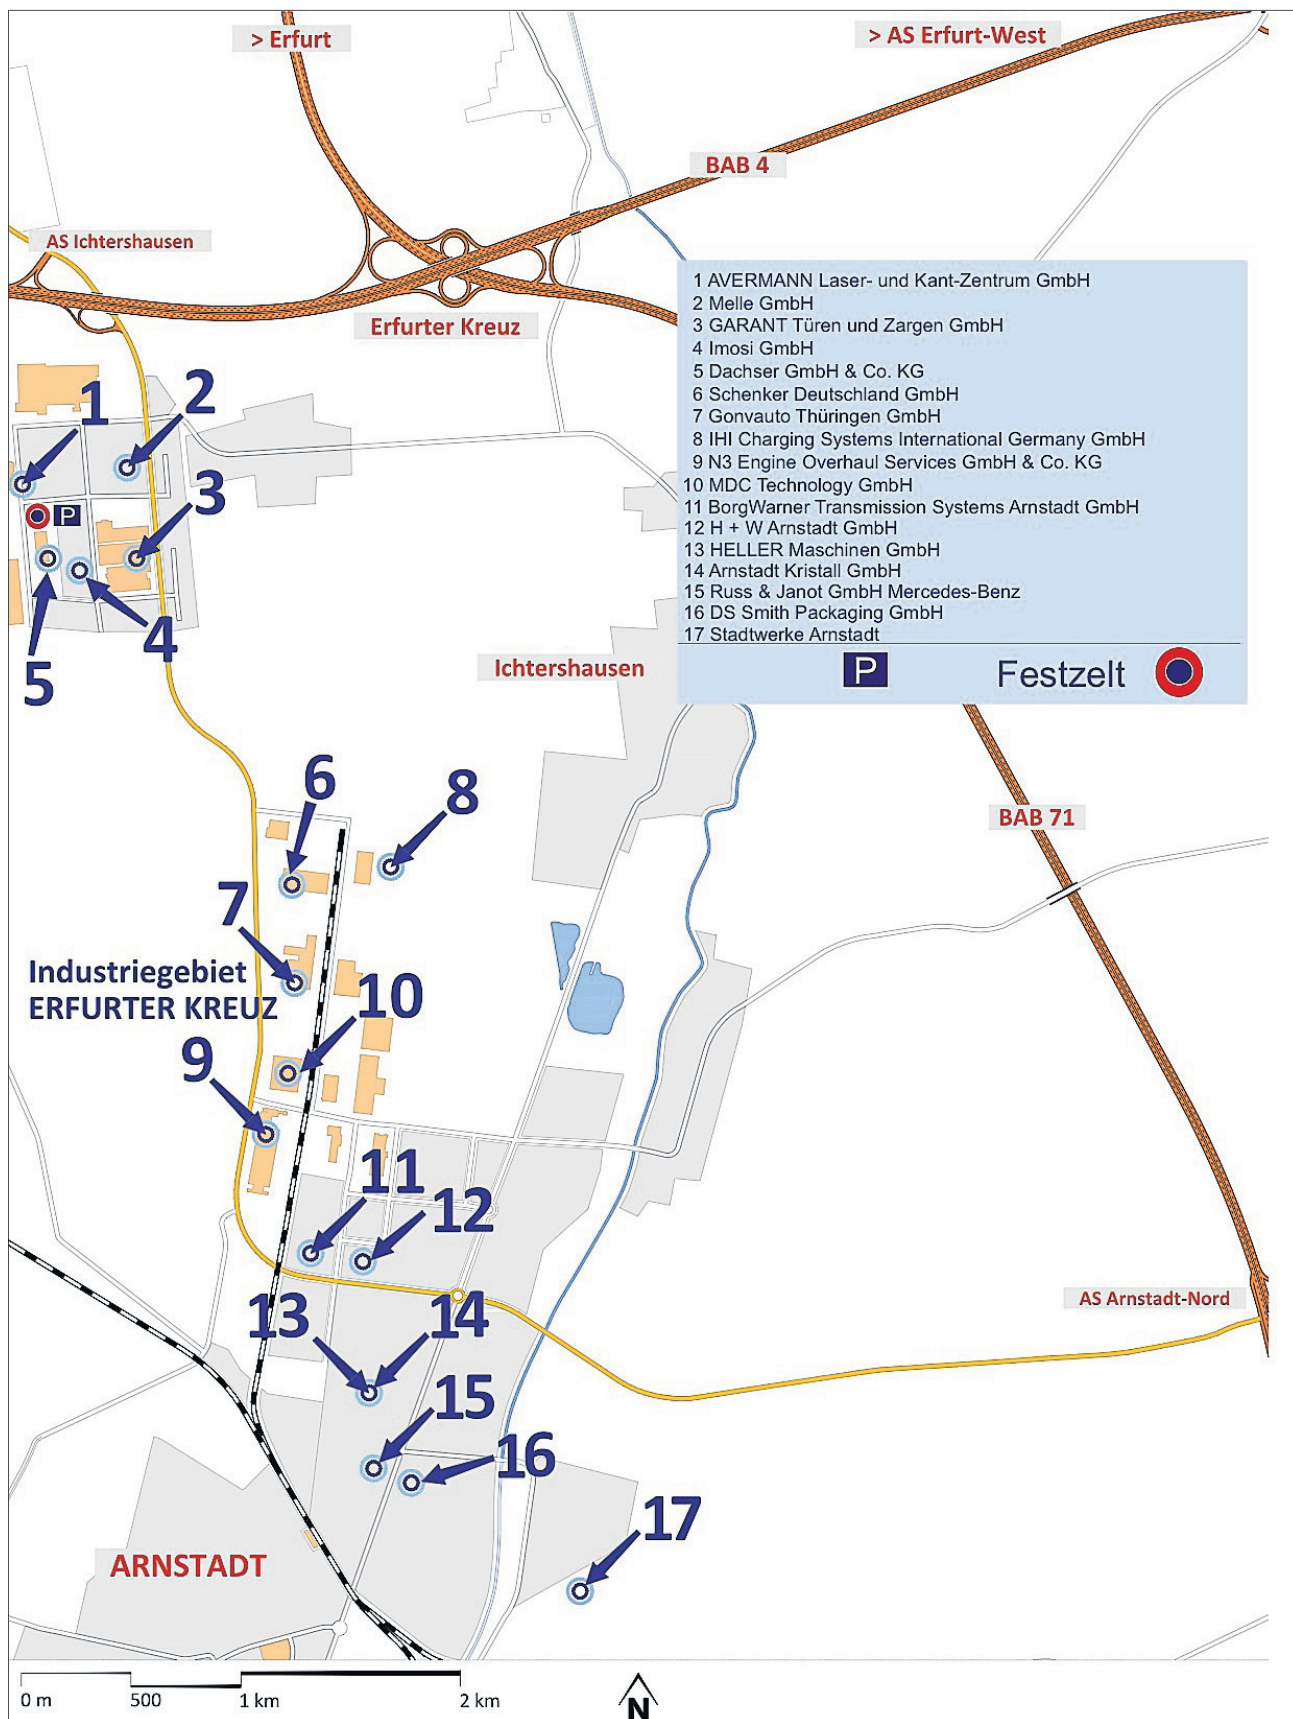 > Erfurt
> AS Erfurt-West
BAB 4
AS Ichtershausen
Erfurter Kreuz
1 AVERMANN Laser- und Kant-Zentrum GmbH
2 Melle GmbH
3 GARANT Türen und Zargen GmbH
4 Imosi GmbH
5 Dachser GmbH & Co. KG
6 Schenker Deutschland GmbH
7 Gonvauto Thüringen GmbH
8 IHI Charging Systems International Germany GmbH
9 N3 Engine Overhaul Services GmbH & Co. KG
10 MDC Technology GmbH
11 BorgWarner Transmission Systems Arnstadt GmbH
12 H + W Arnstadt GmbH
13 HELLER Maschinen GmbH
14 Arnstadt Kristall GmbH
15 Russ & Janot GmbH Mercedes-Benz
16 DS Smith Packaging GmbH
17 Stadtwerke Arnstadt
P Festzelt
1
2
3
P
4
5
Ichtershausen
6
8
BAB 71
7
Industriegebiet
ERFURTER KREUZ
10
9
11
12
13
14
AS Arnstadt-Nord
15
16
17
ARNSTADT
0 m 500 1 km 2 km
N